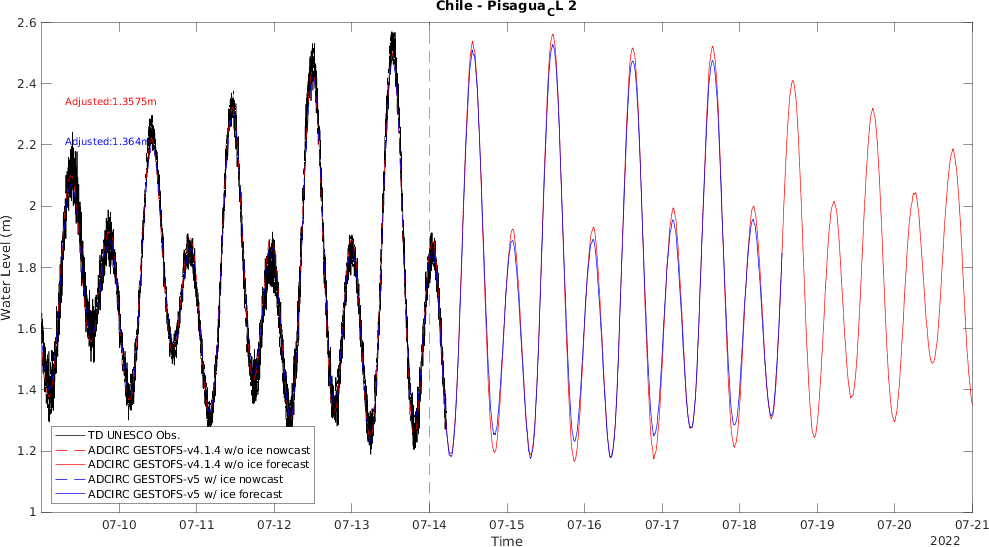 Chile - Pisagua_CL 2
2.6
2.4
2.2
2
1.8
1.6
1.4
1.2
1
Water Level (m)
Adjusted:1.3575m
Adjusted:1.364m
TD UNESCO Obs.
ADCIRC GESTOFS-v4.1.4 w/o ice nowcast
ADCIRC GESTOFS-v4.1.4 w/o ice forecast
ADCIRC GESTOFS-v5 w/ ice nowcast
ADCIRC GESTOFS-v5 w/ ice forecast
07-10 07-11 07-12 07-13 07-14 07-15 07-16 07-17 07-18 07-19 07-20 07-21
Time
2022